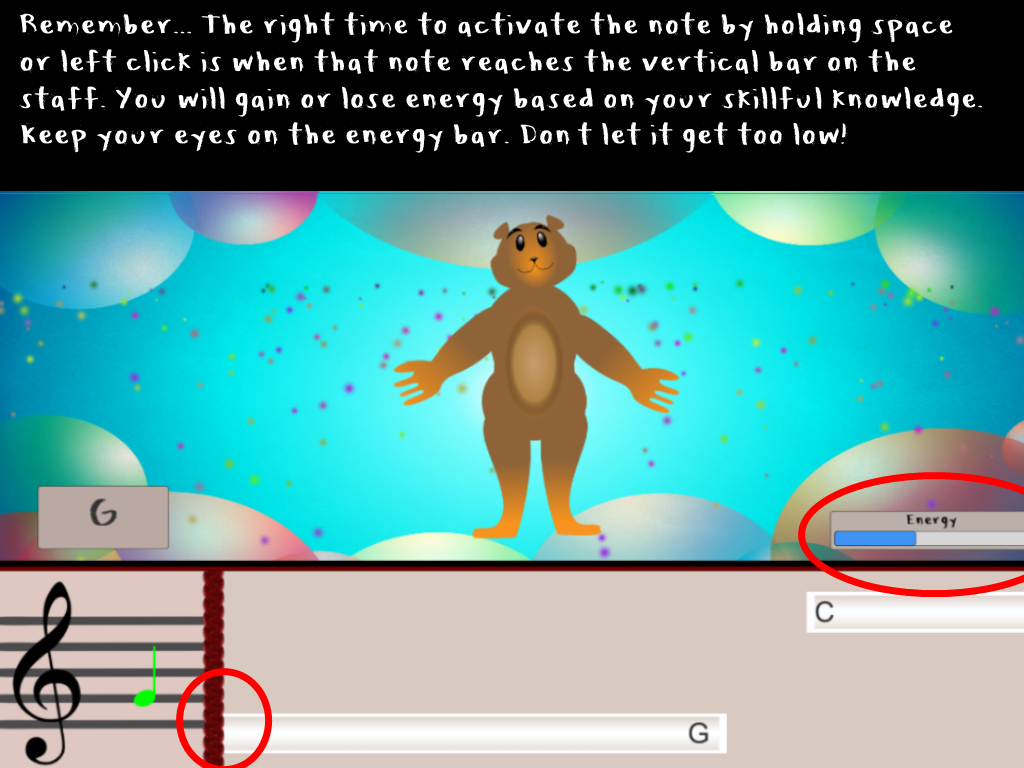 Remember... The right time to activate the note by holding space
or left click is when that note reaches the vertical bar on the
staff. You will gain or lose energy based on your skillful knowledge.
Keep your eyes on the energy bar. Don t let it get too low!
G
Energy
C
G